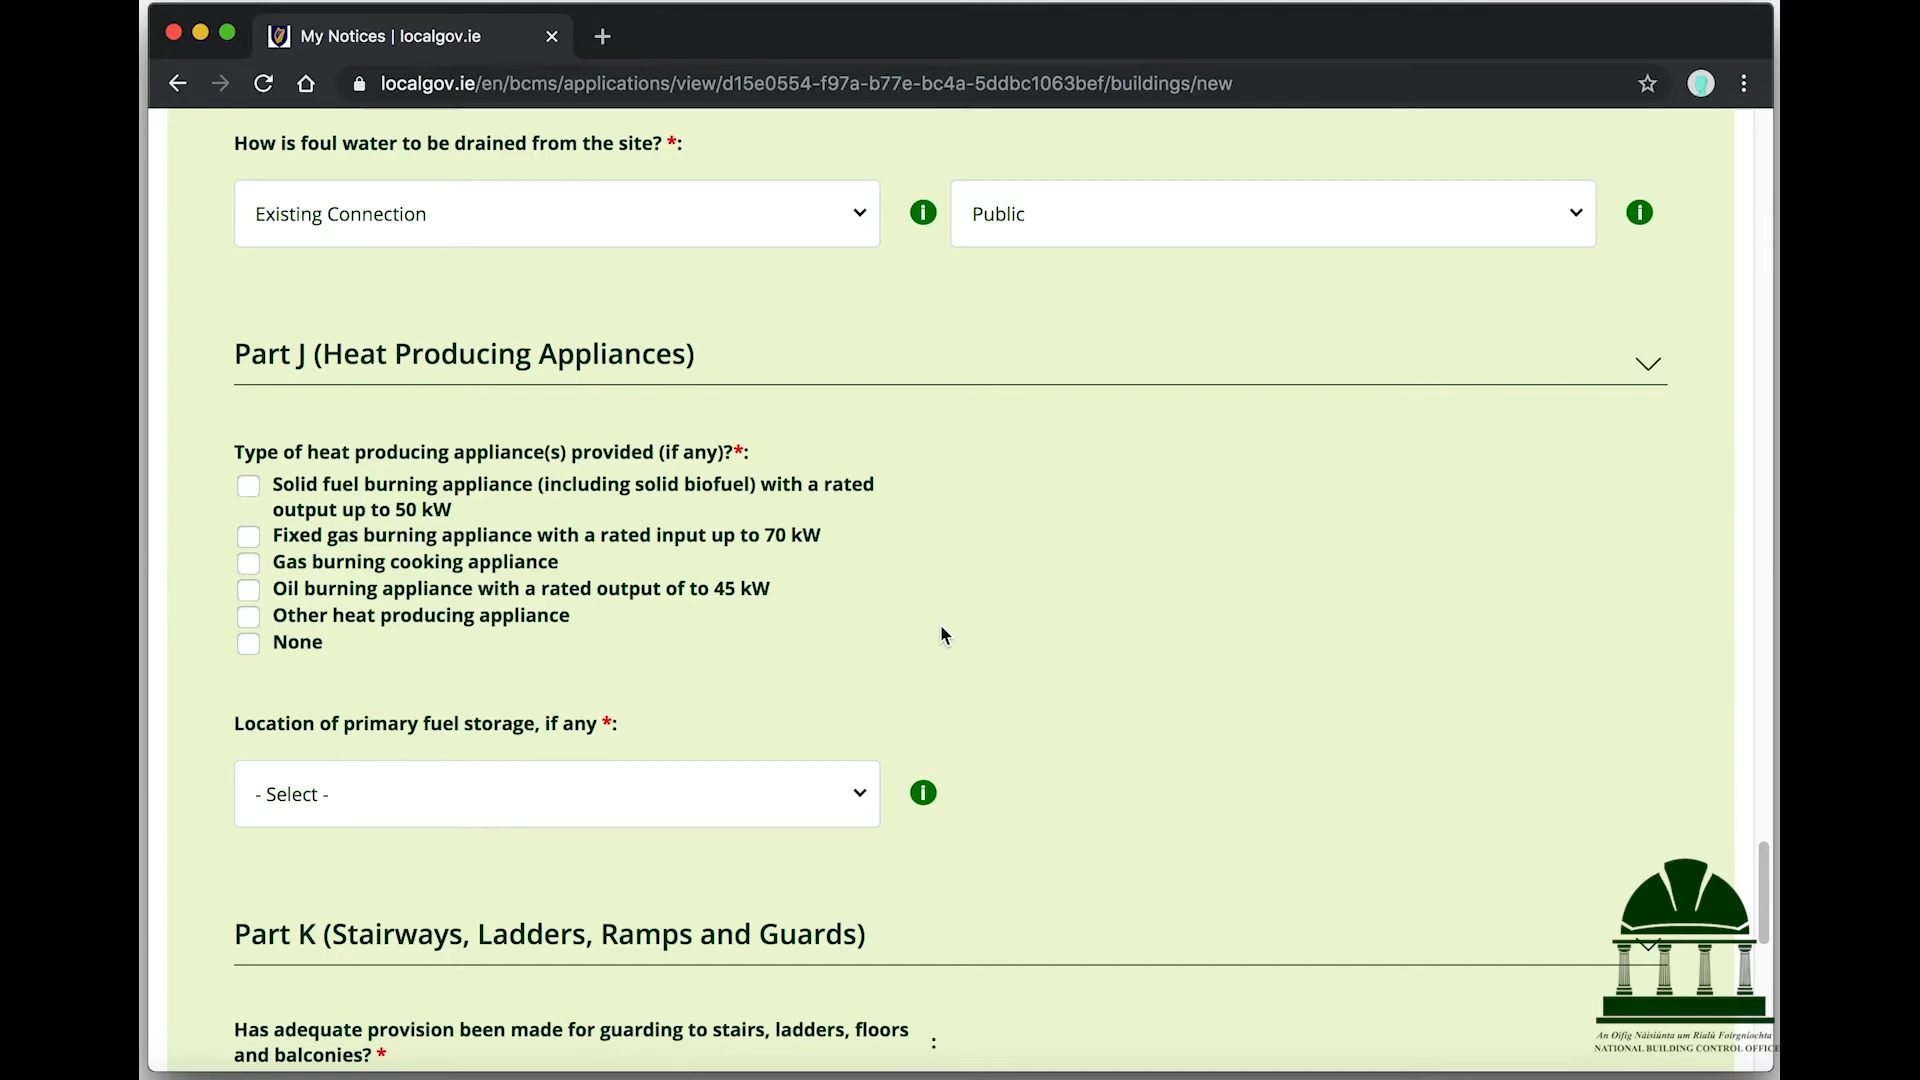 My Notices | localgov.ie
localgov.ie/en/bcms/applications/view/d15e0554-f97a-b77e-bc4a-5ddbc1063bef/buildings/new
How is foul water to be drained from the site? *:
Existing Connection
Public
Part J (Heat Producing Appliances)
Type of heat producing appliance(s) provided (if any)?*:
Solid fuel burning appliance (including solid biofuel) with a rated
output up to 50 kW
Fixed gas burning appliance with a rated input up to 70 kW
Gas burning cooking appliance
Oil burning appliance with a rated output of to 45 kW
Other heat producing appliance
None
Location of primary fuel storage, if any *:
- Select -
Part K (Stairways, Ladders, Ramps and Guards)
Has adequate provision been made for guarding to stairs, ladders, floors
and balconies? *
:
An Oifig Náisiúnta um Rialú Foirgníochta
NATIONAL BUILDING CONTROL OFFICE